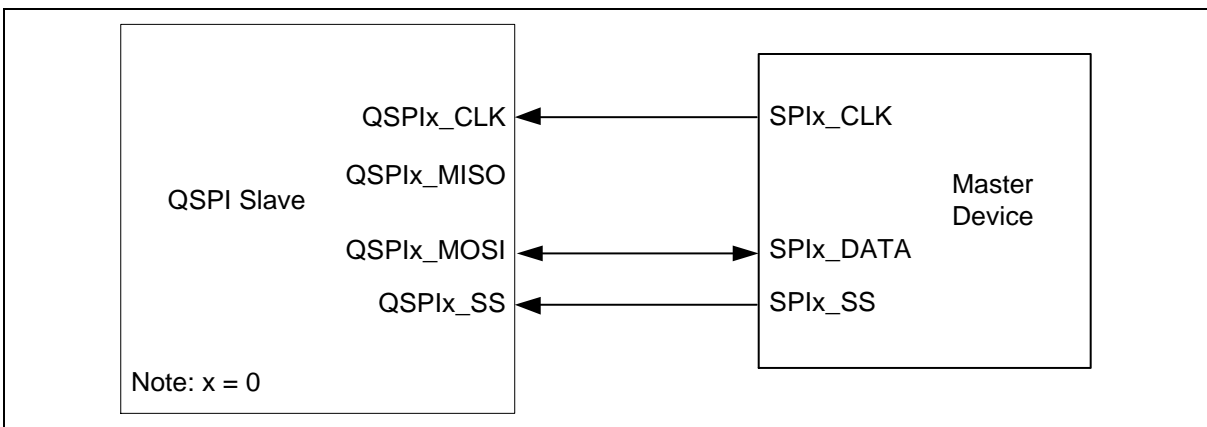 QSPIx_CLK
SPIx_CLK
QSPIx_MISO
QSPI Slave
Master
Device
QSPIx_MOSI
SPIx_DATA
QSPIx_SS
SPIx_SS
Note: x = 0